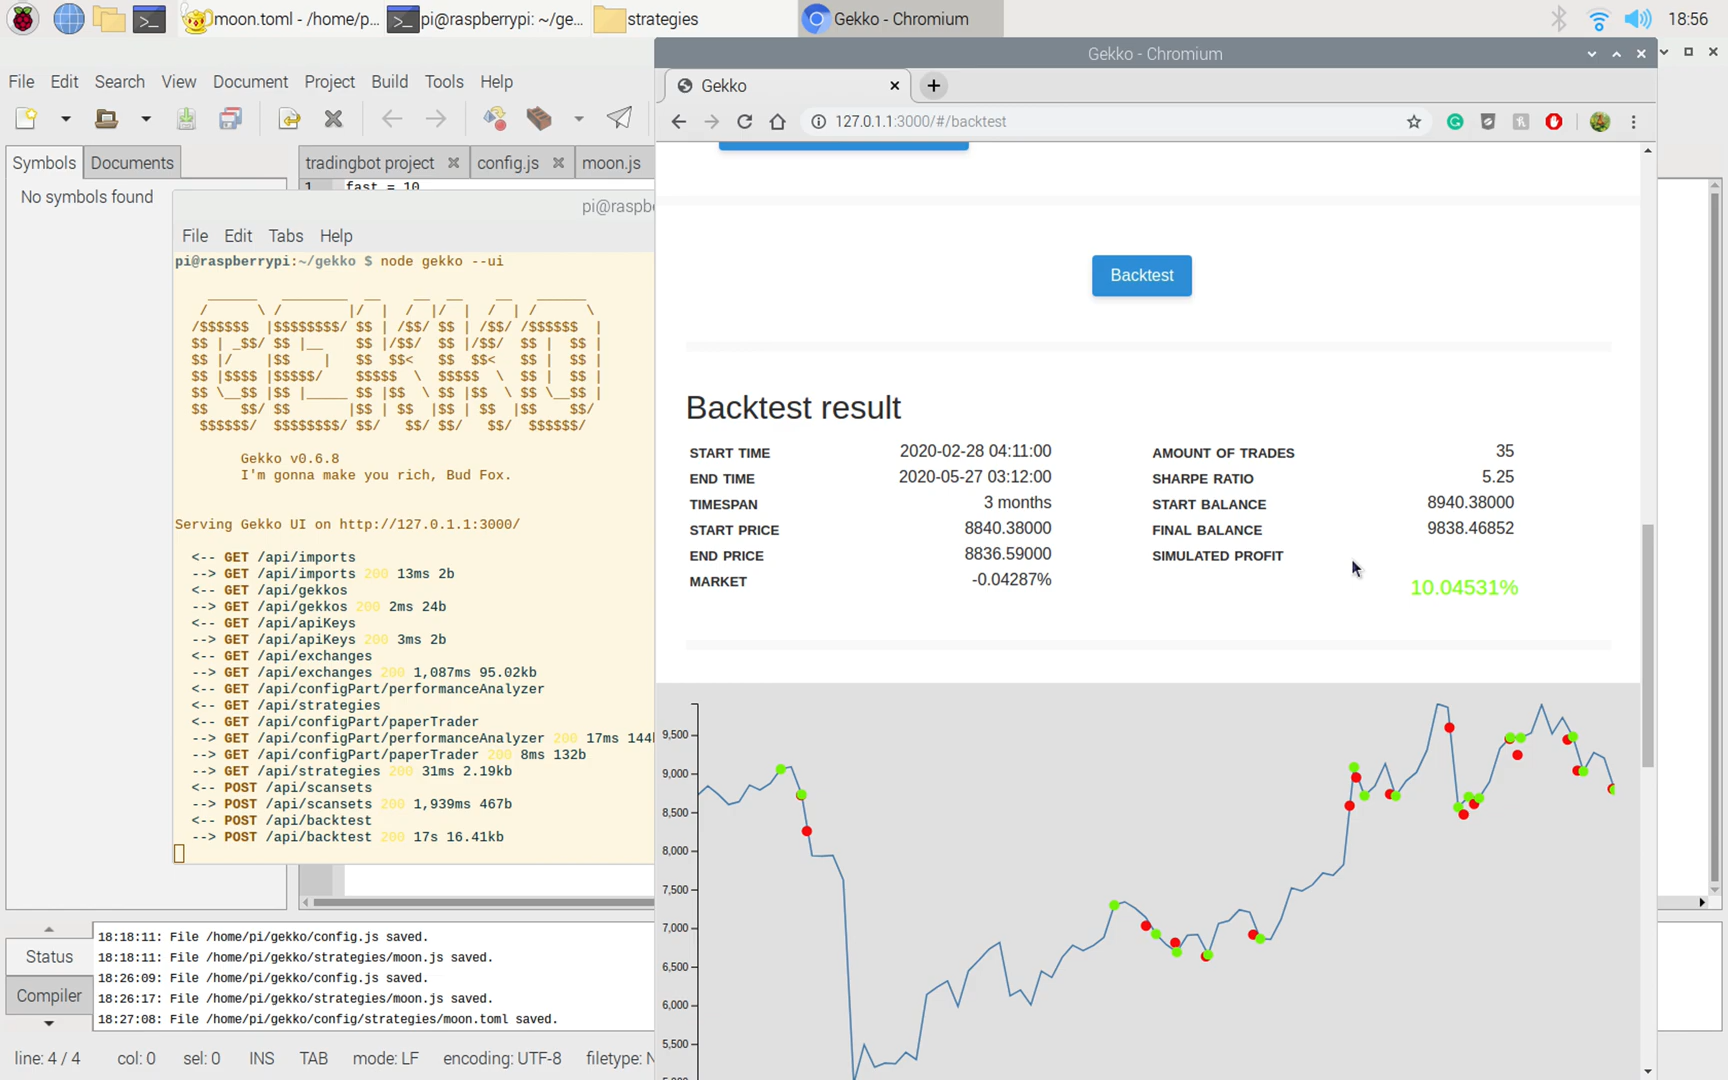 moon.toml - /home/p...
pi@raspberrypi: ~/ge...
strategies
Gekko - Chromium
18:56
Gekko - Chromium
File Edit Search View Document Project Build Tools Help
Gekko
127.0.1.1:3000/#/backtest
Symbols
Documents
tradingbot project
config.js
moon.js
No symbols found
1
fast = 10
pi@raspb
File Edit Tabs Help
pi@raspberrypi:~/gekko $ node gekko --ui
GEKKO
Gekko v0.6.8
I'm gonna make you rich, Bud Fox.
Serving Gekko UI on http://127.0.1.1:3000/
<-- GET /api/imports
--> GET /api/imports 200 13ms 2b
<-- GET /api/gekkos
--> GET /api/gekkos 200 2ms 24b
<-- GET /api/apiKeys
--> GET /api/apiKeys 200 3ms 2b
<-- GET /api/exchanges
--> GET /api/exchanges 200 1,087ms 95.02kb
<-- GET /api/configPart/performanceAnalyzer
<-- GET /api/strategies
<-- GET /api/configPart/paperTrader
--> GET /api/configPart/performanceAnalyzer 200 17ms 144
--> GET /api/configPart/paperTrader 200 8ms 132b
--> GET /api/strategies 200 31ms 2.19kb
<-- POST /api/scansets
--> POST /api/scansets 200 1,939ms 467b
<-- POST /api/backtest
--> POST /api/backtest 200 17s 16.41kb
Backtest
Backtest result
START TIME 2020-02-28 04:11:00
END TIME 2020-05-27 03:12:00
TIMESPAN 3 months
START PRICE 8840.38000
END PRICE 8836.59000
MARKET -0.04287%
AMOUNT OF TRADES 35
SHARPE RATIO 5.25
START BALANCE 8940.38000
FINAL BALANCE 9838.46852
SIMULATED PROFIT
10.04531%
9,500
9,000
8,500
8,000
7,500
7,000
6,500
6,000
5,500
Status
Compiler
18:18:11: File /home/pi/gekko/config.js saved.
18:18:11: File /home/pi/gekko/strategies/moon.js saved.
18:26:09: File /home/pi/gekko/config.js saved.
18:26:17: File /home/pi/gekko/strategies/moon.js saved.
18:27:08: File /home/pi/gekko/config/strategies/moon.toml saved.
line: 4 / 4 col: 0 sel: 0 INS TAB mode: LF encoding: UTF-8 filetype: N